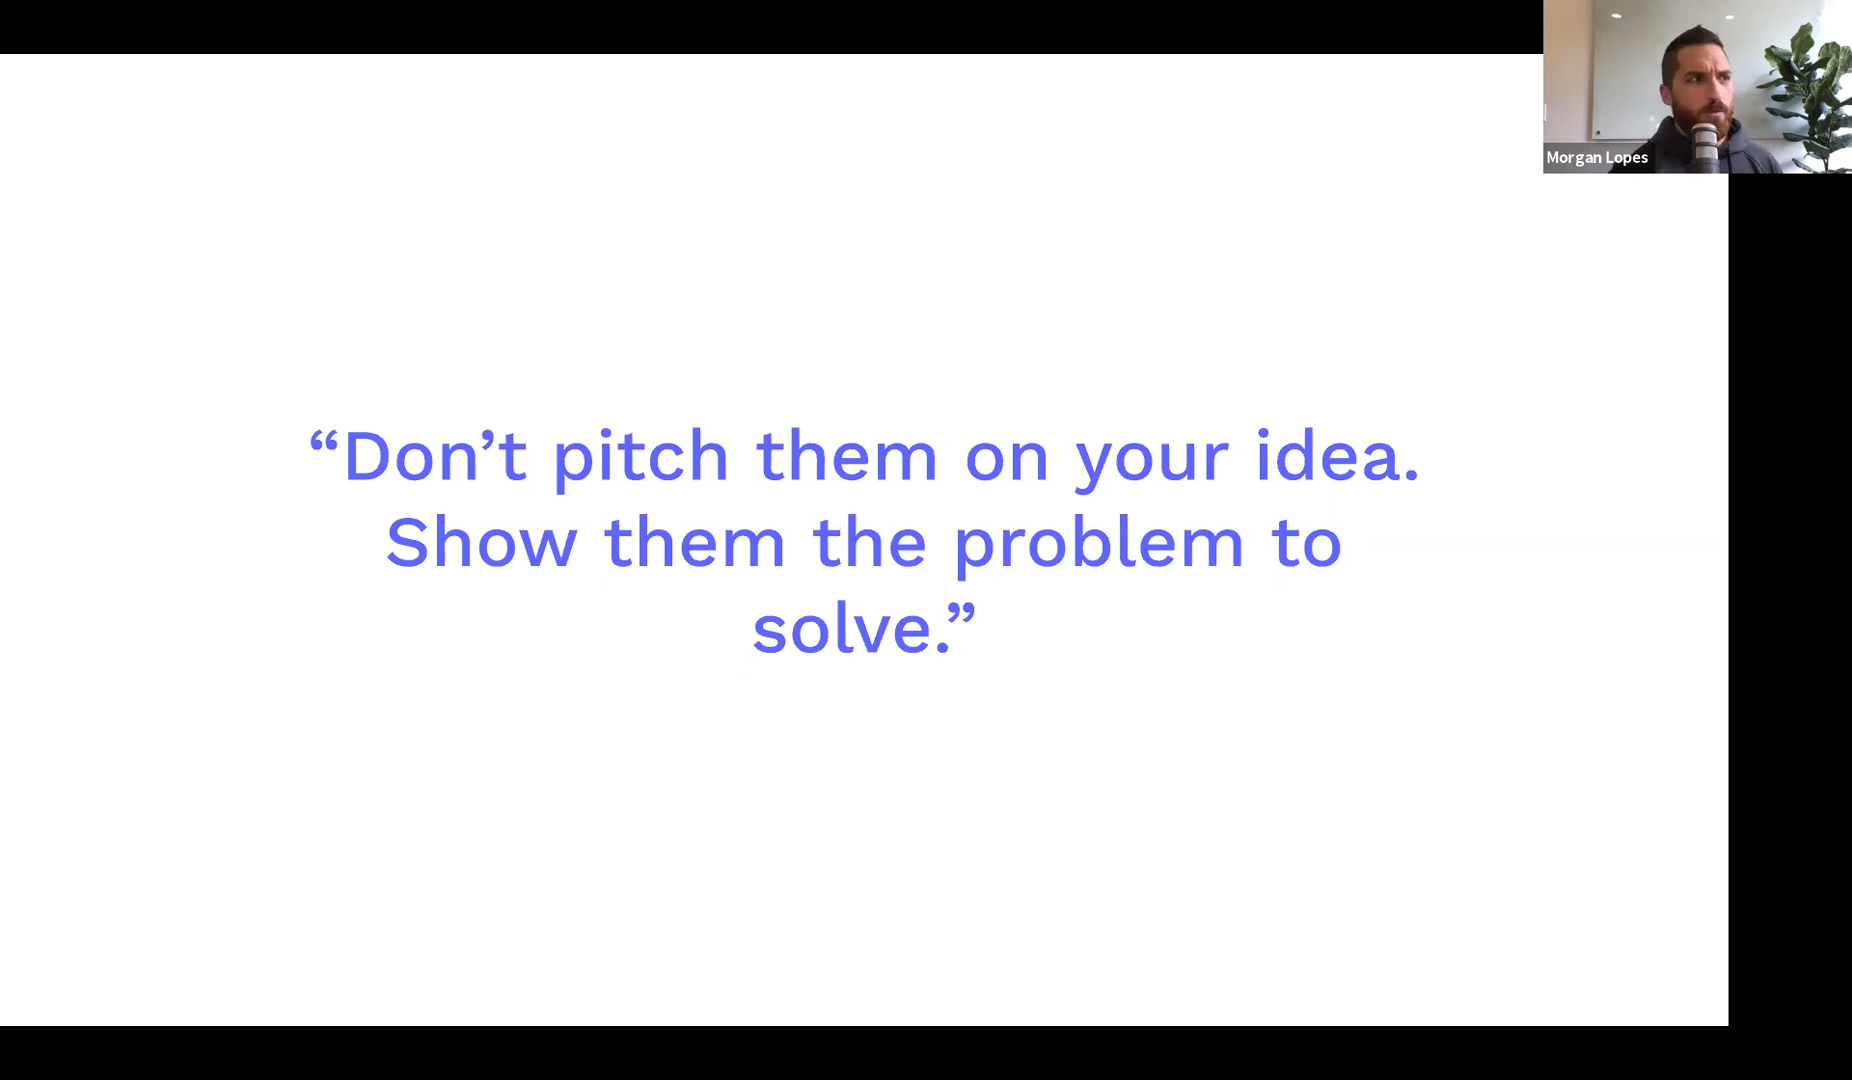 Morgan Lopes
“Don’t pitch them on your idea.
Show them the problem to
solve.”